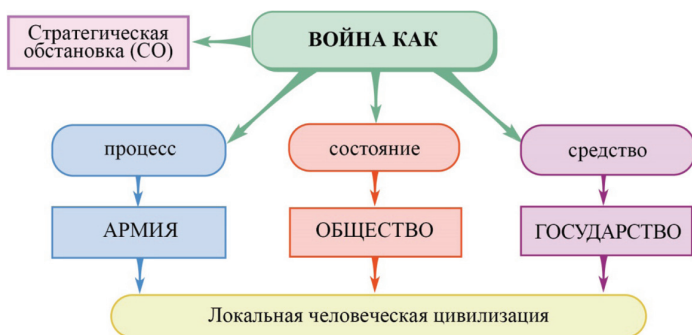 Стратегическая
обстановка (СО)
ВОЙНА КАК
процесс
состояние
средство
АРМИЯ
ОБЩЕСТВО
ГОСУДАРСТВО
Локальная человеческая цивилизация